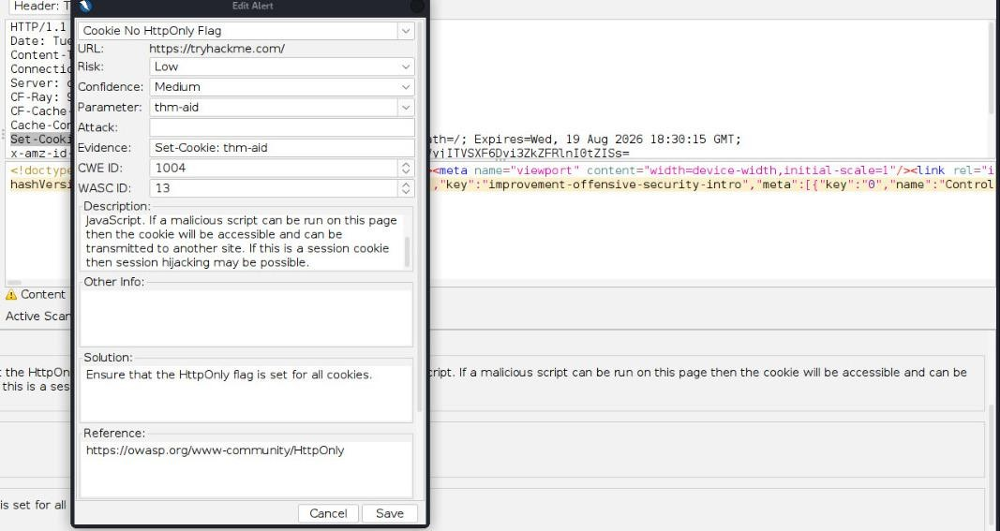 Header: T
Edit Alert
HTTP/1.1
Date: Tue
Content-T
Connectio
Server: c
CF-Ray: 9
CF-Cache-
Cache-Con
Set-Cooki
ath=/; Expires=Wed, 19 Aug 2026 18:30:15 GMT;
x-amz-id-
<!doctype
><meta name="viewport" content="width=device-width,initial-scale=1"/><link rel="i
hashVersi
,"key":"improvement-offensive-security-intro","meta":[{"key":"0","name":"Control
Cookie No HttpOnly Flag
URL: https://tryhackme.com/
Risk: Low
Confidence: Medium
Parameter: thm-aid
Attack:
Evidence: Set-Cookie: thm-aid
CWE ID: 1004
WASC ID: 13
Description:
JavaScript. If a malicious script can be run on this page
then the cookie will be accessible and can be
transmitted to another site. If this is a session cookie
then session hijacking may be possible.
Other Info:
Solution:
Ensure that the HttpOnly flag is set for all cookies.
Reference:
https://owasp.org/www-community/HttpOnly
Cancel Save
Content
Active Scan
t the HttpOn
cript. If a malicious script can be run on this page then the cookie will be accessible and can be
this is a ses
is set for all